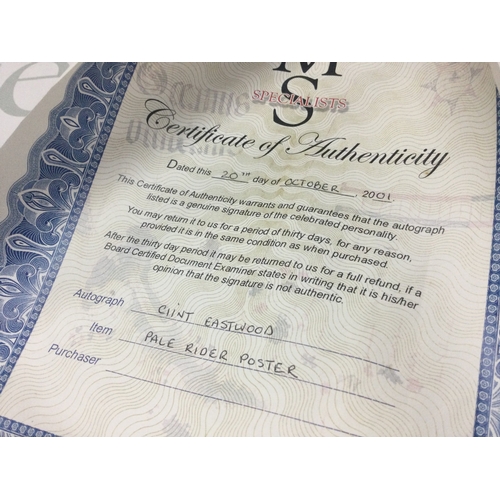 e
M
SPECIALISTS
S
Certificate of Authenticity
Dated this 20TH day of OCTOBER, 2001.
This Certificate of Authenticity warrants and guarantees that the autograph
listed is a genuine signature of the celebrated personality.
You may return it to us for a period of thirty days, for any reason,
provided it is in the same condition as when purchased.
After the thirty day period it may be returned to us for a full refund, if a
Board Certified Document Examiner states in writing that it is his/her
opinion that the signature is not authentic.
Autograph CLINT EASTWOOD
Item PALE RIDER POSTER
Purchaser